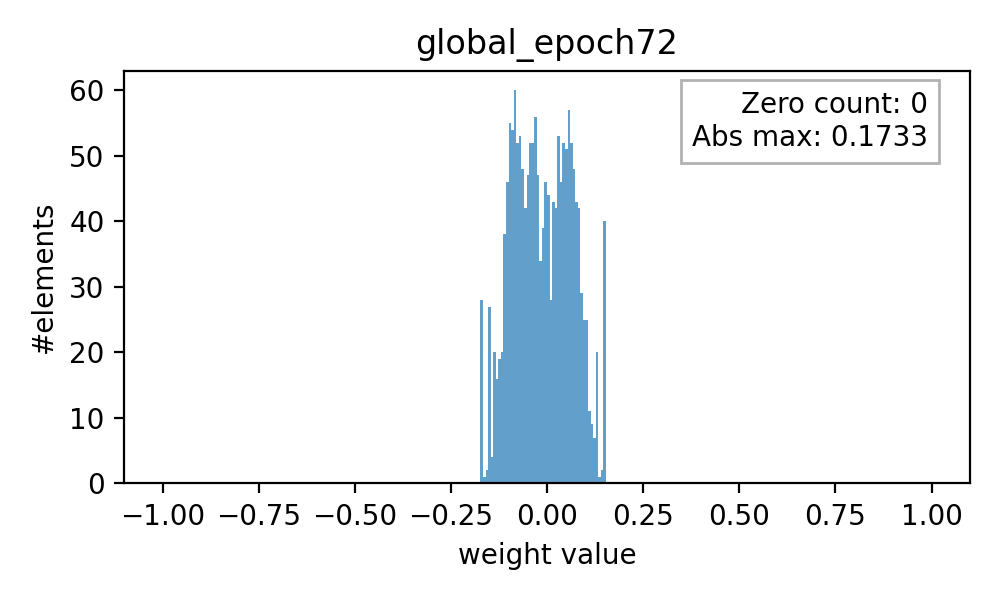 global_epoch72
Zero count: 0
Abs max: 0.1733
60
50
40
30
20
10
0
#elements
−1.00 −0.75 −0.50 −0.25 0.00 0.25 0.50 0.75 1.00
weight value